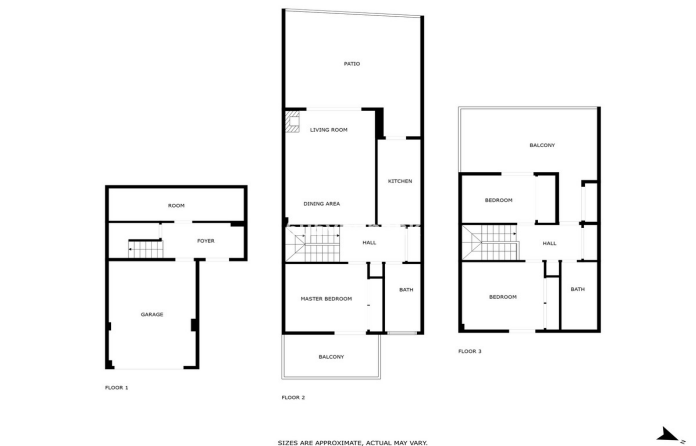 PATIO
LIVING ROOM
KITCHEN
DINING AREA
HALL
MASTER BEDROOM
BATH
BALCONY
FLOOR 2
ROOM
FOYER
GARAGE
FLOOR 1
BALCONY
BEDROOM
HALL
BEDROOM
BATH
FLOOR 3
SIZES ARE APPROXIMATE, ACTUAL MAY VARY.